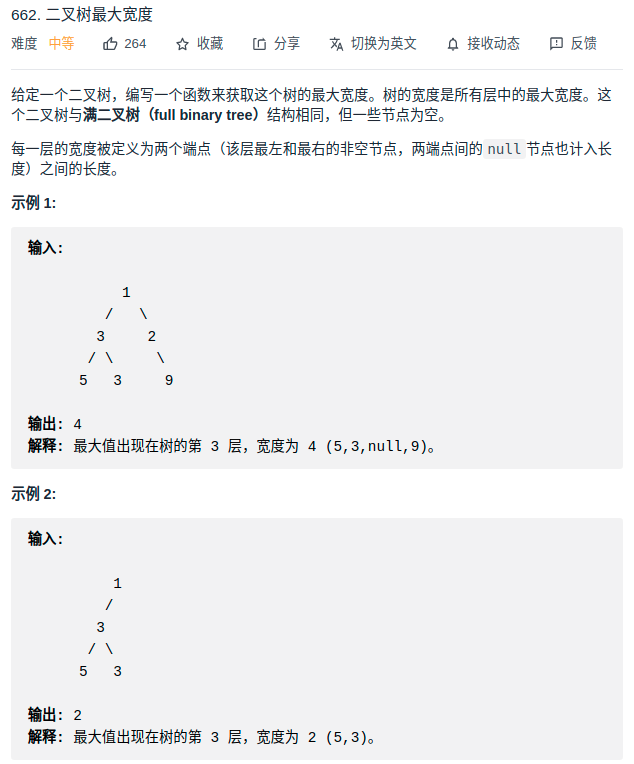 662. 二叉树最大宽度
难度 中等 264 收藏 分享 切换为英文 接收动态 反馈
给定一个二叉树，编写一个函数来获取这个树的最大宽度。树的宽度是所有层中的最大宽度。这
个二叉树与满二叉树（full binary tree）结构相同，但一些节点为空。
每一层的宽度被定义为两个端点（该层最左和最右的非空节点，两端点间的null节点也计入长
度）之间的长度。
示例 1:
输入:
1
/ \
3 2
/ \ \
5 3 9
输出: 4
解释: 最大值出现在树的第 3 层，宽度为 4 (5,3,null,9)。
示例 2:
输入:
1
/
3
/ \
5 3
输出: 2
解释: 最大值出现在树的第 3 层，宽度为 2 (5,3)。